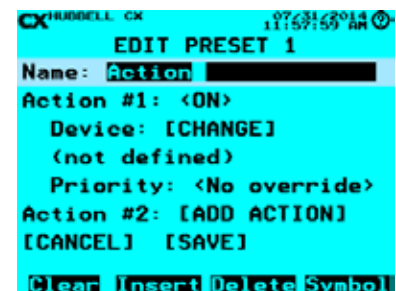 CX HUBBELL CX 07/31/2014
11:57:59 AM
EDIT PRESET 1
Name: Action
Action #1: <ON>
Device: [CHANGE]
(not defined)
Priority: <No override>
Action #2: [ADD ACTION]
[CANCEL] [SAVE]
Clear Insert Delete Symbol